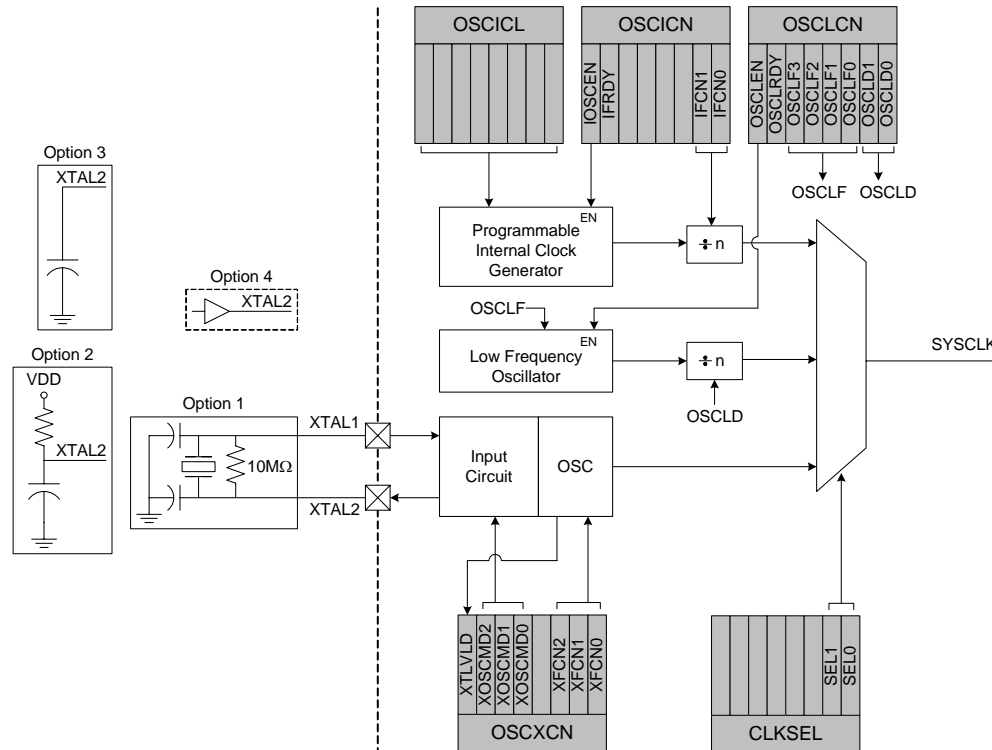 OSCICL
OSCICN
OSCLCN
IOSCEN
IFRDY
IFCN1
IFCN0
OSCLEN
OSCLRDY
OSCLF3
OSCLF2
OSCLF1
OSCLF0
OSCLD1
OSCLD0
OSCLF
OSCLD
Option 3
XTAL2
Option 4
XTAL2
EN
Programmable
Internal Clock
Generator
÷ n
OSCLF
EN
Low Frequency
Oscillator
÷ n
OSCLD
SYSCLK
Option 2
VDD
XTAL2
Option 1
10MΩ
XTAL1
XTAL2
Input
Circuit
OSC
XTLVLD
XOSCMD2
XOSCMD1
XOSCMD0
XFCN2
XFCN1
XFCN0
OSCXCN
SEL1
SEL0
CLKSEL